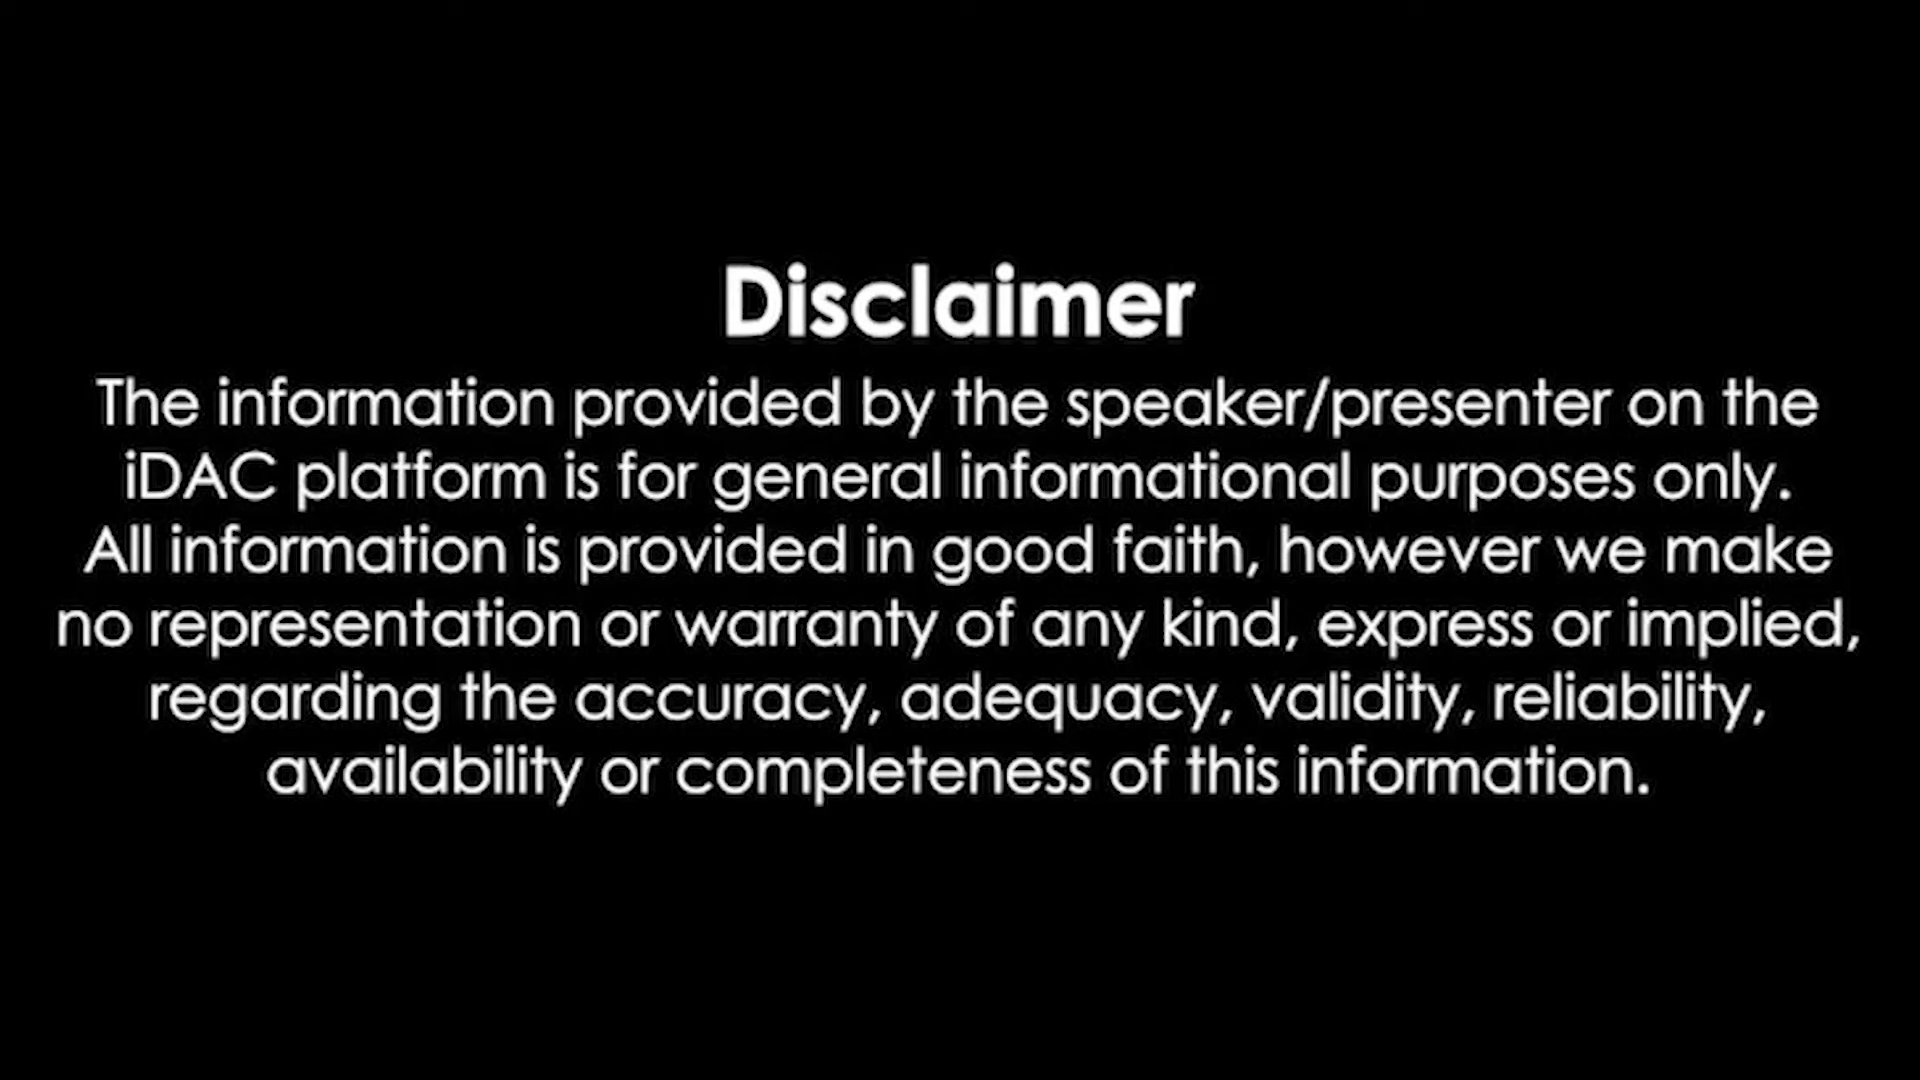 Disclaimer
The information provided by the speaker/presenter on the
iDAC platform is for general informational purposes only.
All information is provided in good faith, however we make
no representation or warranty of any kind, express or implied,
regarding the accuracy, adequacy, validity, reliability,
availability or completeness of this information.